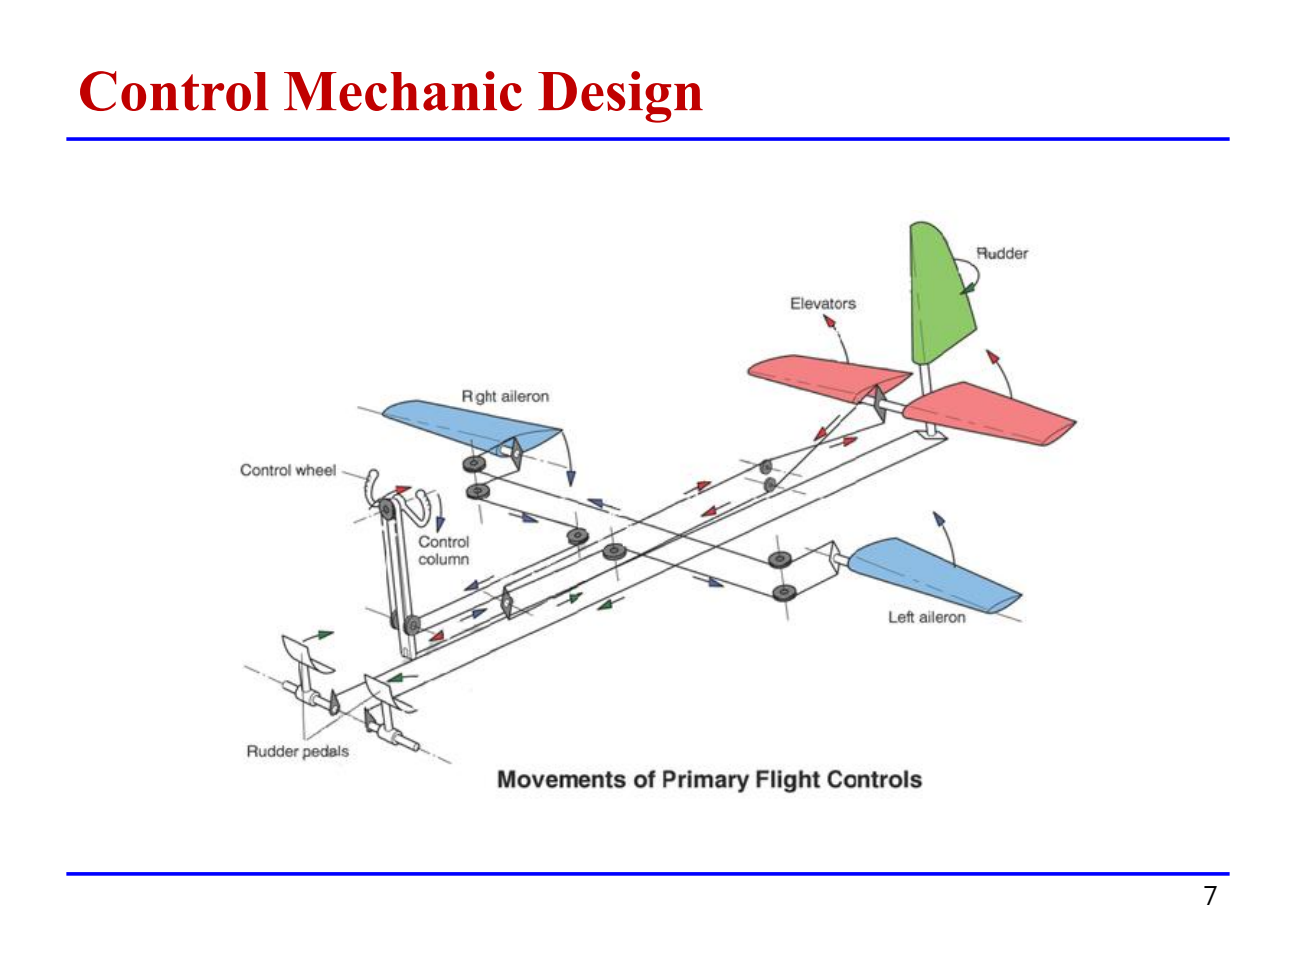 Control Mechanic Design
Rudder
Elevators
Right aileron
Control wheel
Control
column
Left aileron
Rudder pedals
Movements of Primary Flight Controls
7